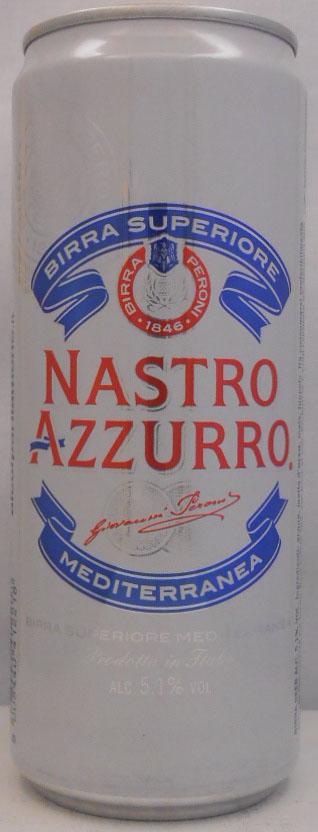 BIRRA SUPERIORE
BIRRA PERONI
· 1846 ·
NASTRO
AZZURRO
Giovanni Peroni
MEDITERRANEA
BIRRA SUPERIORE MEDITERRANEA
Prodotta in Italia
ALC. 5.1% VOL